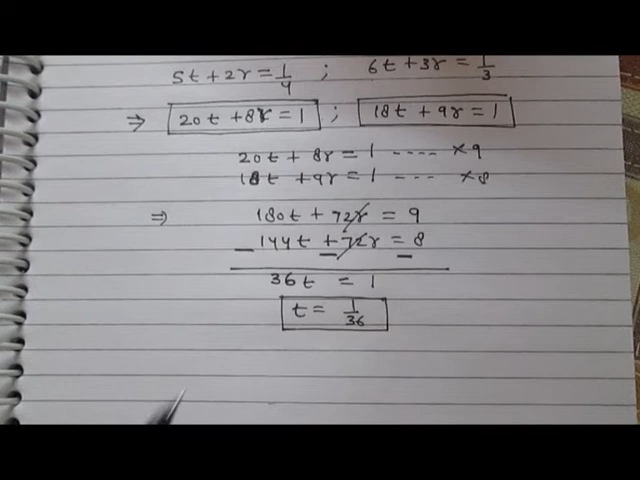 5t + 2r = 1/4 ; 6t + 3r = 1/3
⇒ 20t + 8r = 1 ; 18t + 9r = 1
20t + 8r = 1 ---- ×9
18t + 9r = 1 --- ×8
⇒ 180t + 72r = 9
- 144t + 72r = 8
- -
36t = 1
t = 1/36